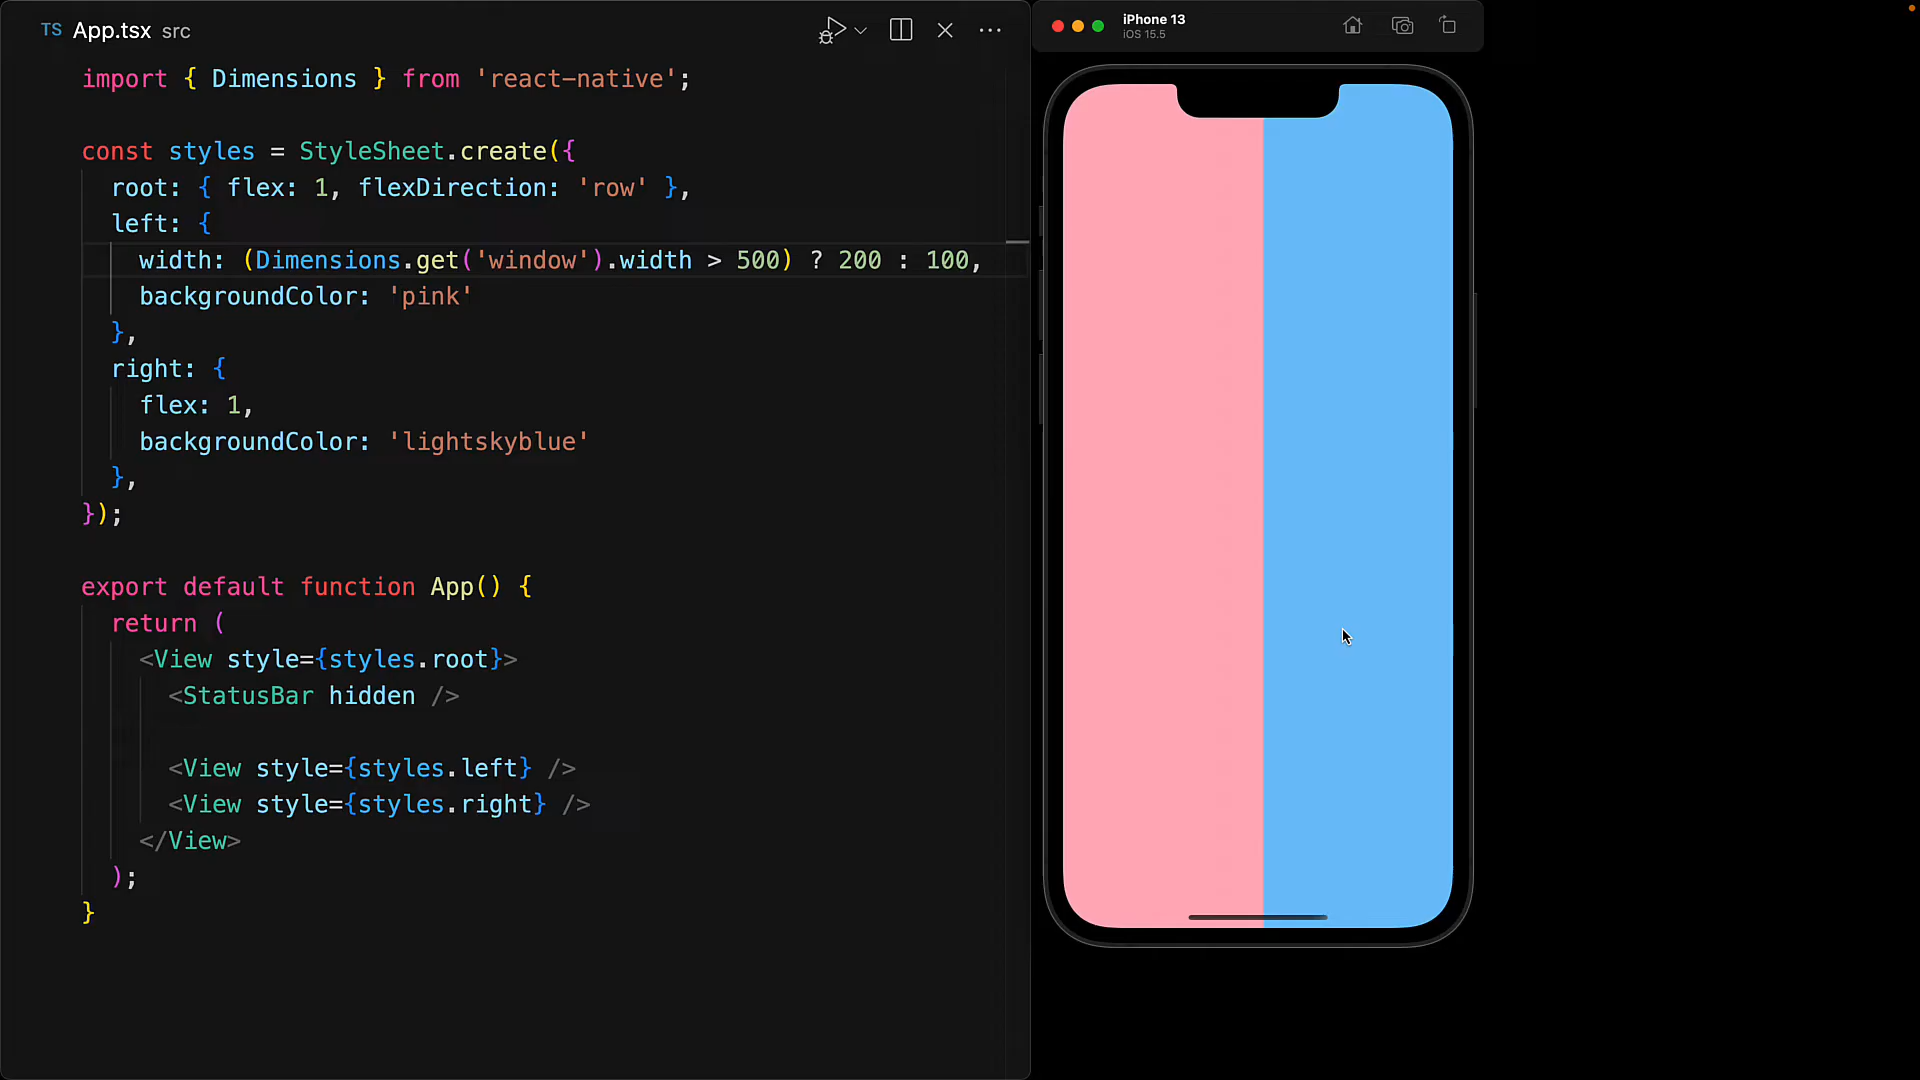 TS App.tsx src
import { Dimensions } from 'react-native';
const styles = StyleSheet.create({
root: { flex: 1, flexDirection: 'row' },
left: {
width: (Dimensions.get('window').width > 500) ? 200 : 100,
backgroundColor: 'pink'
},
right: {
flex: 1,
backgroundColor: 'lightskyblue'
},
});
export default function App() {
return (
<View style={styles.root}>
<StatusBar hidden />
<View style={styles.left} />
<View style={styles.right} />
</View>
);
}
iPhone 13
iOS 15.5